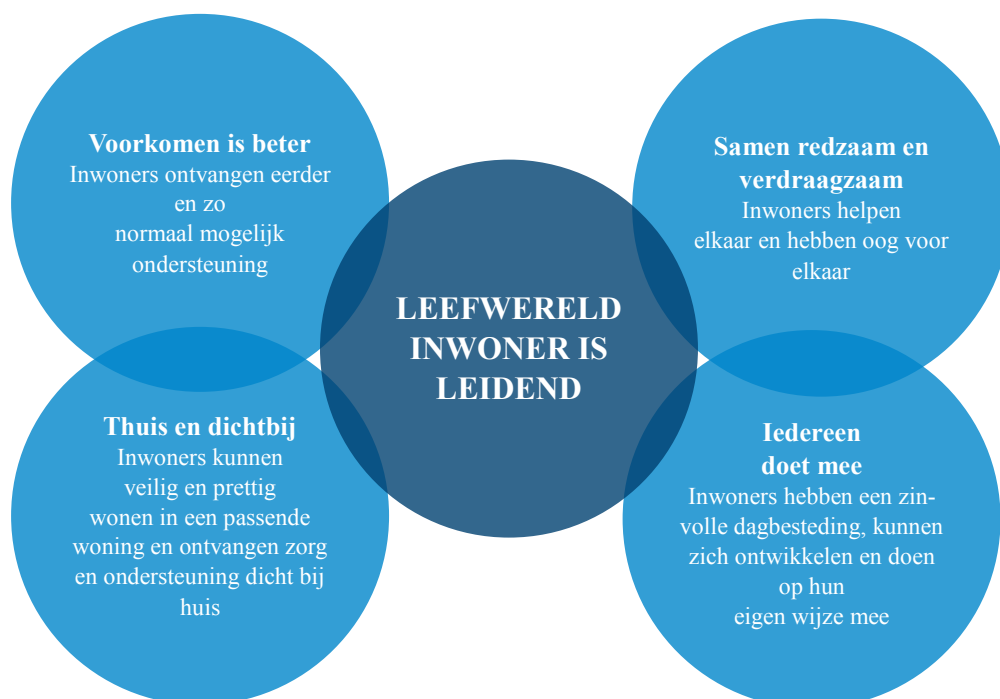 Voorkomen is beter
Inwoners ontvangen eerder
en zo
normaal mogelijk
ondersteuning
Samen redzaam en
verdraagzaam
Inwoners helpen
elkaar en hebben oog voor
elkaar
LEEFWERELD
INWONER IS
LEIDEND
Thuis en dichtbij
Inwoners kunnen
veilig en prettig
wonen in een passende
woning en ontvangen zorg
en ondersteuning dicht bij
huis
Iedereen
doet mee
Inwoners hebben een zin-
volle dagbesteding, kunnen
zich ontwikkelen en doen
op hun
eigen wijze mee